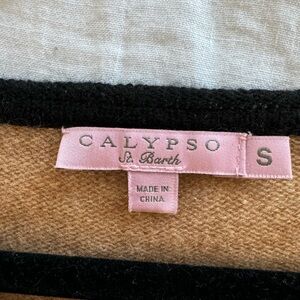 CALYPSO
St. Barth
S
MADE IN
CHINA